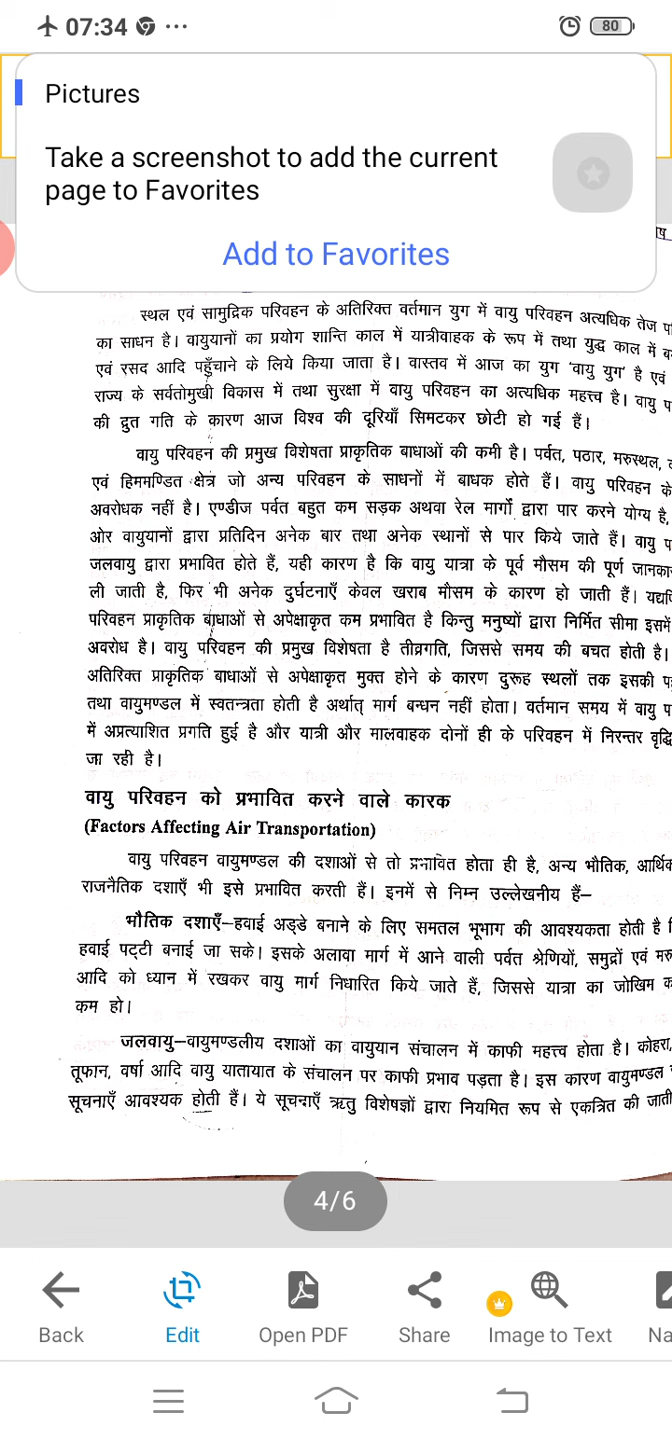 07:34 ...
80
Pictures
Take a screenshot to add the current
page to Favorites
Add to Favorites
स्थल एवं सामुद्रिक परिवहन के अतिरिक्त वर्तमान युग में वायु परिवहन अत्यधिक तेज
का साधन है। वायुयानों का प्रयोग शान्ति काल में यात्रीवाहक के रूप में तथा युद्ध काल में
एवं रसद आदि पहुँचाने के लिये किया जाता है। वास्तव में आज का युग 'वायु युग' है एवं
राज्य के सर्वतोमुखी विकास में तथा सुरक्षा में वायु परिवहन का अत्यधिक महत्त्व है। वायु
की द्रुत गति के कारण आज विश्व की दूरियाँ सिमटकर छोटी हो गई हैं।
वायु परिवहन की प्रमुख विशेषता प्राकृतिक बाधाओं की कमी है। पर्वत, पठार, मरुस्थल,
एवं हिममण्डित क्षेत्र जो अन्य परिवहन के साधनों में बाधक होते हैं। वायु परिवहन के
अवरोधक नहीं है। एण्डीज पर्वत बहुत कम सड़क अथवा रेल मार्गों द्वारा पार करने योग्य है,
ओर वायुयानों द्वारा प्रतिदिन अनेक बार तथा अनेक स्थानों से पार किये जाते हैं। वायु
जलवायु द्वारा प्रभावित होते हैं, यही कारण है कि वायु यात्रा के पूर्व मौसम की पूर्ण
ली जाती है, फिर भी अनेक दुर्घटनाएँ केवल खराब मौसम के कारण हो जाती हैं।
परिवहन प्राकृतिक बाधाओं से अपेक्षाकृत कम प्रभावित है किन्तु मनुष्यों द्वारा निर्मित सीमा इसमें
अवरोध है। वायु परिवहन की प्रमुख विशेषता है तीव्रगति, जिससे समय की बचत होती है।
अतिरिक्त प्राकृतिक बाधाओं से अपेक्षाकृत मुक्त होने के कारण दुरूह स्थलों तक इसकी
तथा वायुमण्डल में स्वतन्त्रता होती है अर्थात् मार्ग बन्धन नहीं होता। वर्तमान समय में वायु
में अप्रत्याशित प्रगति हुई है और यात्री और मालवाहक दोनों ही के परिवहन में निरन्तर वृद्धि
जा रही है।
वायु परिवहन को प्रभावित करने वाले कारक
(Factors Affecting Air Transportation)
वायु परिवहन वायुमण्डल की दशाओं से तो प्रभावित होता ही है, अन्य भौतिक, आर्थिक
राजनैतिक दशाएँ भी इसे प्रभावित करती हैं। इनमें से निम्न उल्लेखनीय हैं–
भौतिक दशाएँ–हवाई अड्डे बनाने के लिए समतल भूभाग की आवश्यकता होती है
हवाई पट्टी बनाई जा सके। इसके अलावा मार्ग में आने वाली पर्वत श्रेणियों, समुद्रों एवं
आदि को ध्यान में रखकर वायु मार्ग निधारित किये जाते हैं, जिससे यात्रा का जोखिम
कम हो।
जलवायु–वायुमण्डलीय दशाओं का वायुयान संचालन में काफी महत्त्व होता है। कोहरा,
तूफान, वर्षा आदि वायु यातायात के संचालन पर काफी प्रभाव पड़ता है। इस कारण वायुमण्डल
सूचनाएँ आवश्यक होती हैं। ये सूचनाएँ ऋतु विशेषज्ञों द्वारा नियमित रूप से एकत्रित की जाती
4/6
Back Edit Open PDF Share Image to Text Na